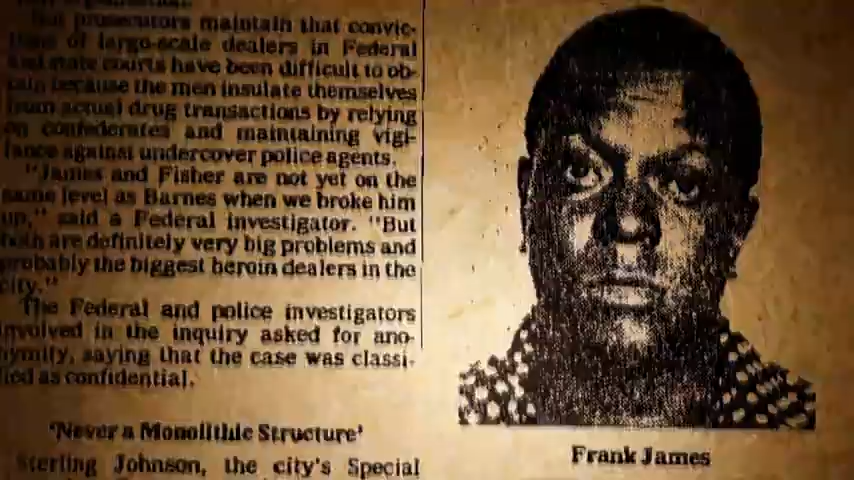 But prosecutors maintain that convic-
tions of large-scale dealers in Federal
and state courts have been difficult to ob-
tain because the men insulate themselves
from actual drug transactions by relying
on confederates and maintaining vigi-
lance against undercover police agents.
"James and Fisher are not yet on the
same level as Barnes when we broke him
up," said a Federal investigator. "But
both are definitely very big problems and
probably the biggest heroin dealers in the
city."
The Federal and police investigators
involved in the inquiry asked for ano-
nymity, saying that the case was classi-
fied as confidential.
'Never a Monolithic Structure'
Sterling Johnson, the city's Special
Frank James